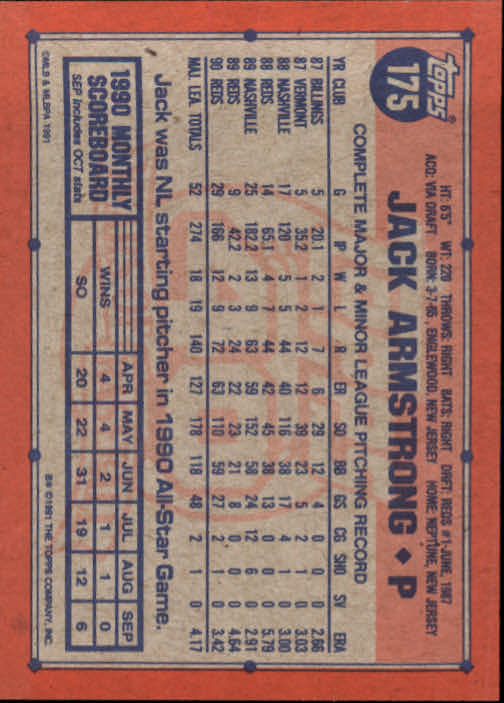 TOPPS®
175
JACK ARMSTRONG ◆ P
HT: 6'5" WT: 220 THROWS: RIGHT BATS: RIGHT DRAFT: REDS #1-JUNE, 1987
ACQ: VIA DRAFT BORN: 3-7-65, ENGLEWOOD, NEW JERSEY HOME: NEPTUNE, NEW JERSEY
COMPLETE MAJOR & MINOR LEAGUE PITCHING RECORD
YR CLUB G IP W L R ER SO BB GS CG SHO SV ERA
87 BILLINGS 5 20.1 2 1 7 6 29 12 4 0 0 0 2.66
87 VERMONT 5 35.2 1 2 12 12 39 23 5 2 1 0 3.03
88 NASHVILLE 17 120 5 5 44 40 116 38 17 4 1 0 3.00
88 REDS 14 65.1 4 7 44 42 45 38 13 0 0 0 5.79
89 NASHVILLE 25 182.2 13 9 63 59 152 58 24 12 6 0 2.91
89 REDS 9 42.2 2 3 24 22 23 21 8 0 0 0 4.64
90 REDS 29 166 12 9 72 63 110 59 27 2 1 0 3.42
MAJ. LEA. TOTALS 52 274 18 19 140 127 178 118 48 2 1 0 4.17
Jack was NL starting pitcher in 1990 All-Star Game.
1990 MONTHLY
SCOREBOARD
SEP includes OCT stats
APR MAY JUN JUL AUG SEP
WINS 4 4 2 1 1 0
SO 20 22 31 19 12 6
©MLB & MLBPA 1991
B* ©1991 THE TOPPS COMPANY, INC.